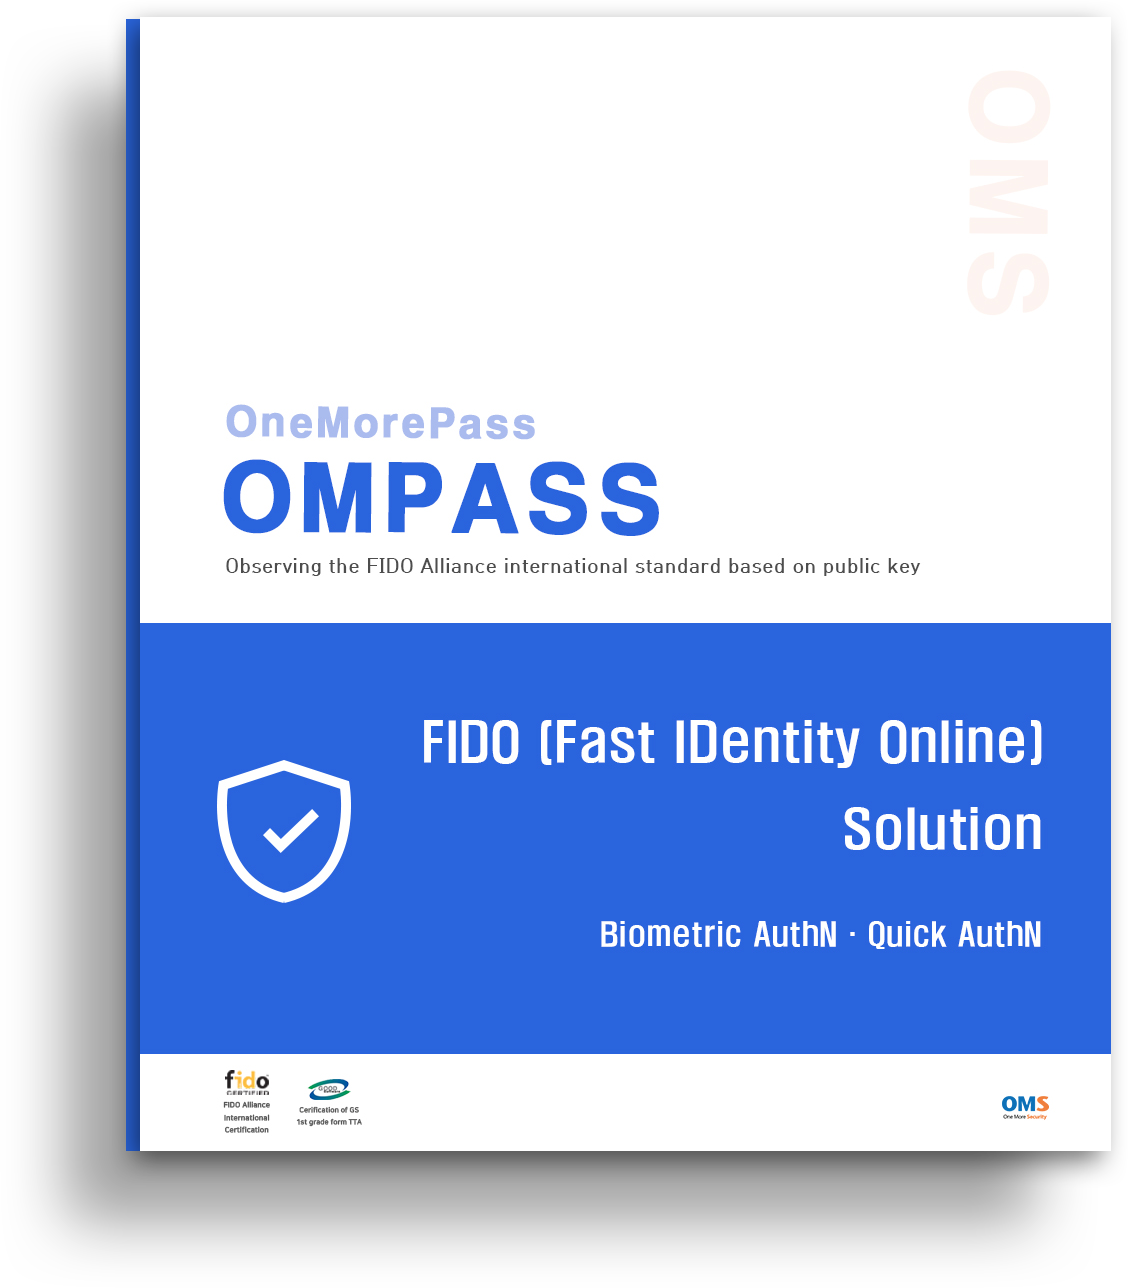 OMS
OneMorePass
OMPASS
Observing the FIDO Alliance international standard based on public key
FIDO (Fast IDentity Online)
Solution
Biometric AuthN · Quick AuthN
fido
CERTIFIED
FIDO Alliance
International
Certification
GOOD
Software
Cerification of GS
1st grade form TTA
OMS
One More Security